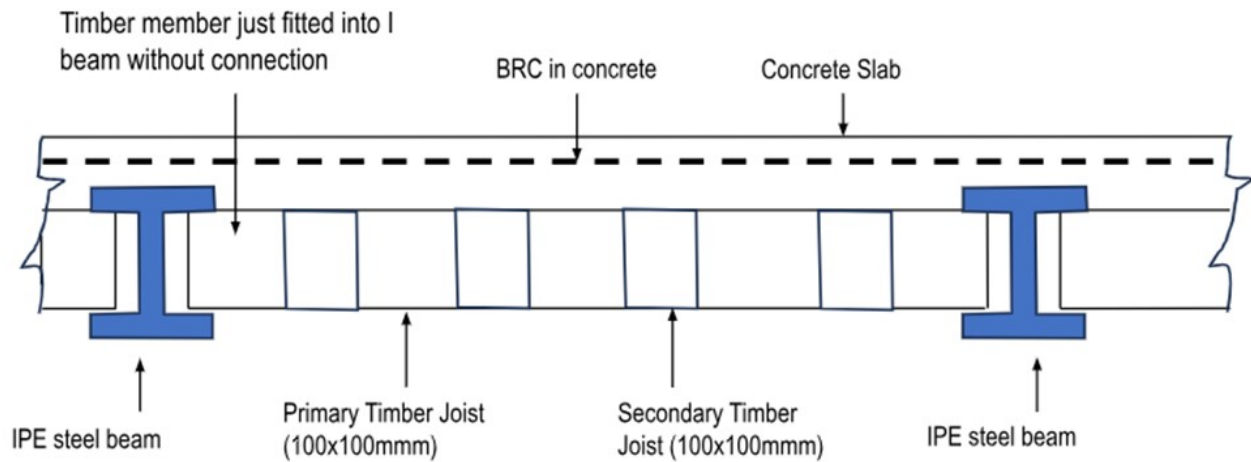 Timber member just fitted into I
beam without connection
BRC in concrete
Concrete Slab
IPE steel beam
Primary Timber Joist
(100x100mmm)
Secondary Timber
Joist (100x100mmm)
IPE steel beam